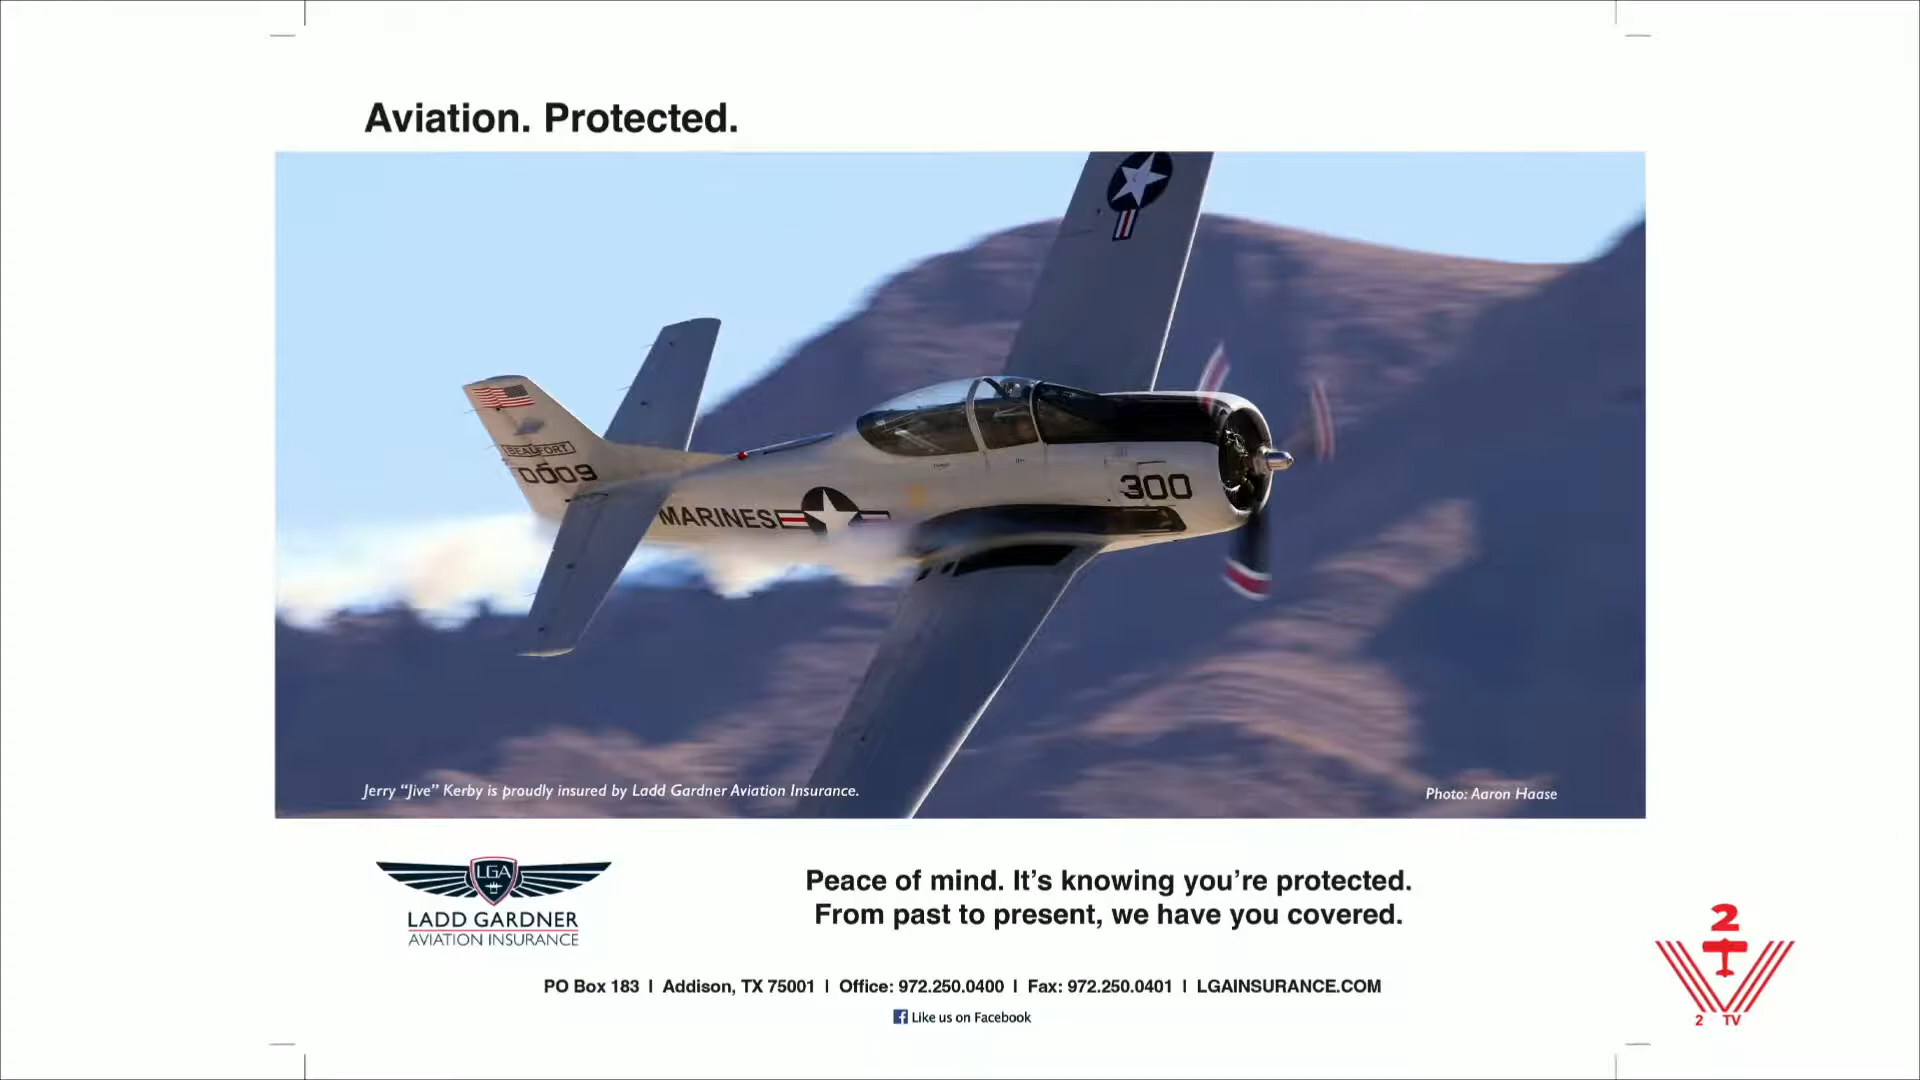 Aviation. Protected.
BEAUFORT
0009
MARINES
300
Jerry “Jive” Kerby is proudly insured by Ladd Gardner Aviation Insurance.
Photo: Aaron Haase
LGA
LADD GARDNER
AVIATION INSURANCE
Peace of mind. It’s knowing you’re protected.
From past to present, we have you covered.
PO Box 183 | Addison, TX 75001 | Office: 972.250.0400 | Fax: 972.250.0401 | LGAINSURANCE.COM
f Like us on Facebook
2
2 TV